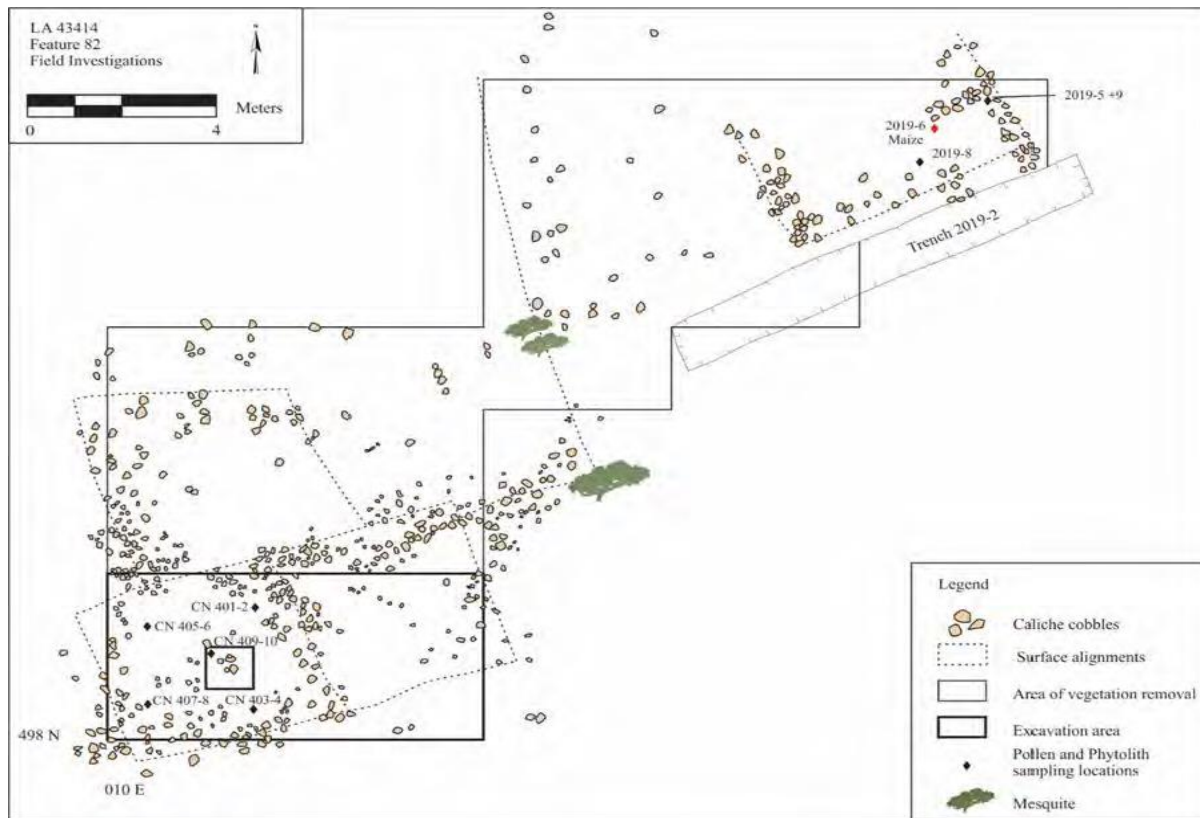 LA 43414
Feature 82
Field Investigations
N
Meters
0 4
2019-5 +9
2019-6
Maize
2019-8
Trench 2019-2
CN 401-2
CN 405-6
CN 409-10
CN 407-8
CN 403-4
498 N
010 E
Legend
Caliche cobbles
Surface alignments
Area of vegetation removal
Excavation area
Pollen and Phytolith
sampling locations
Mesquite